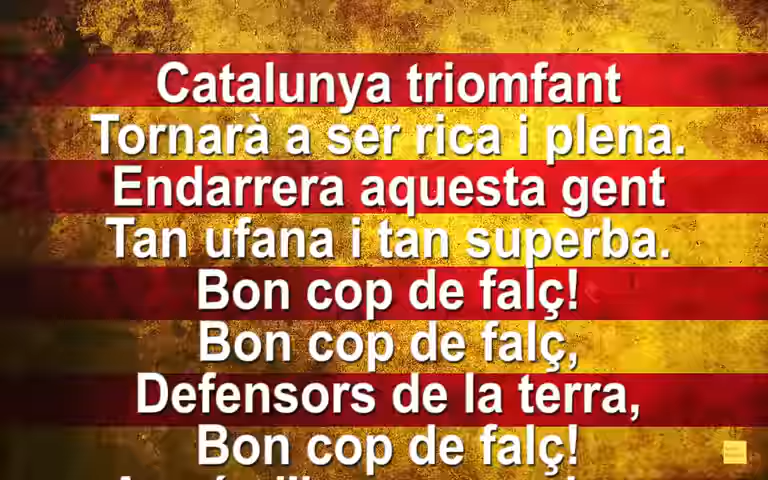 Catalunya triomfant
Tornarà a ser rica i plena.
Endarrera aquesta gent
Tan ufana i tan superba.
Bon cop de falç!
Bon cop de falç,
Defensors de la terra,
Bon cop de falç!